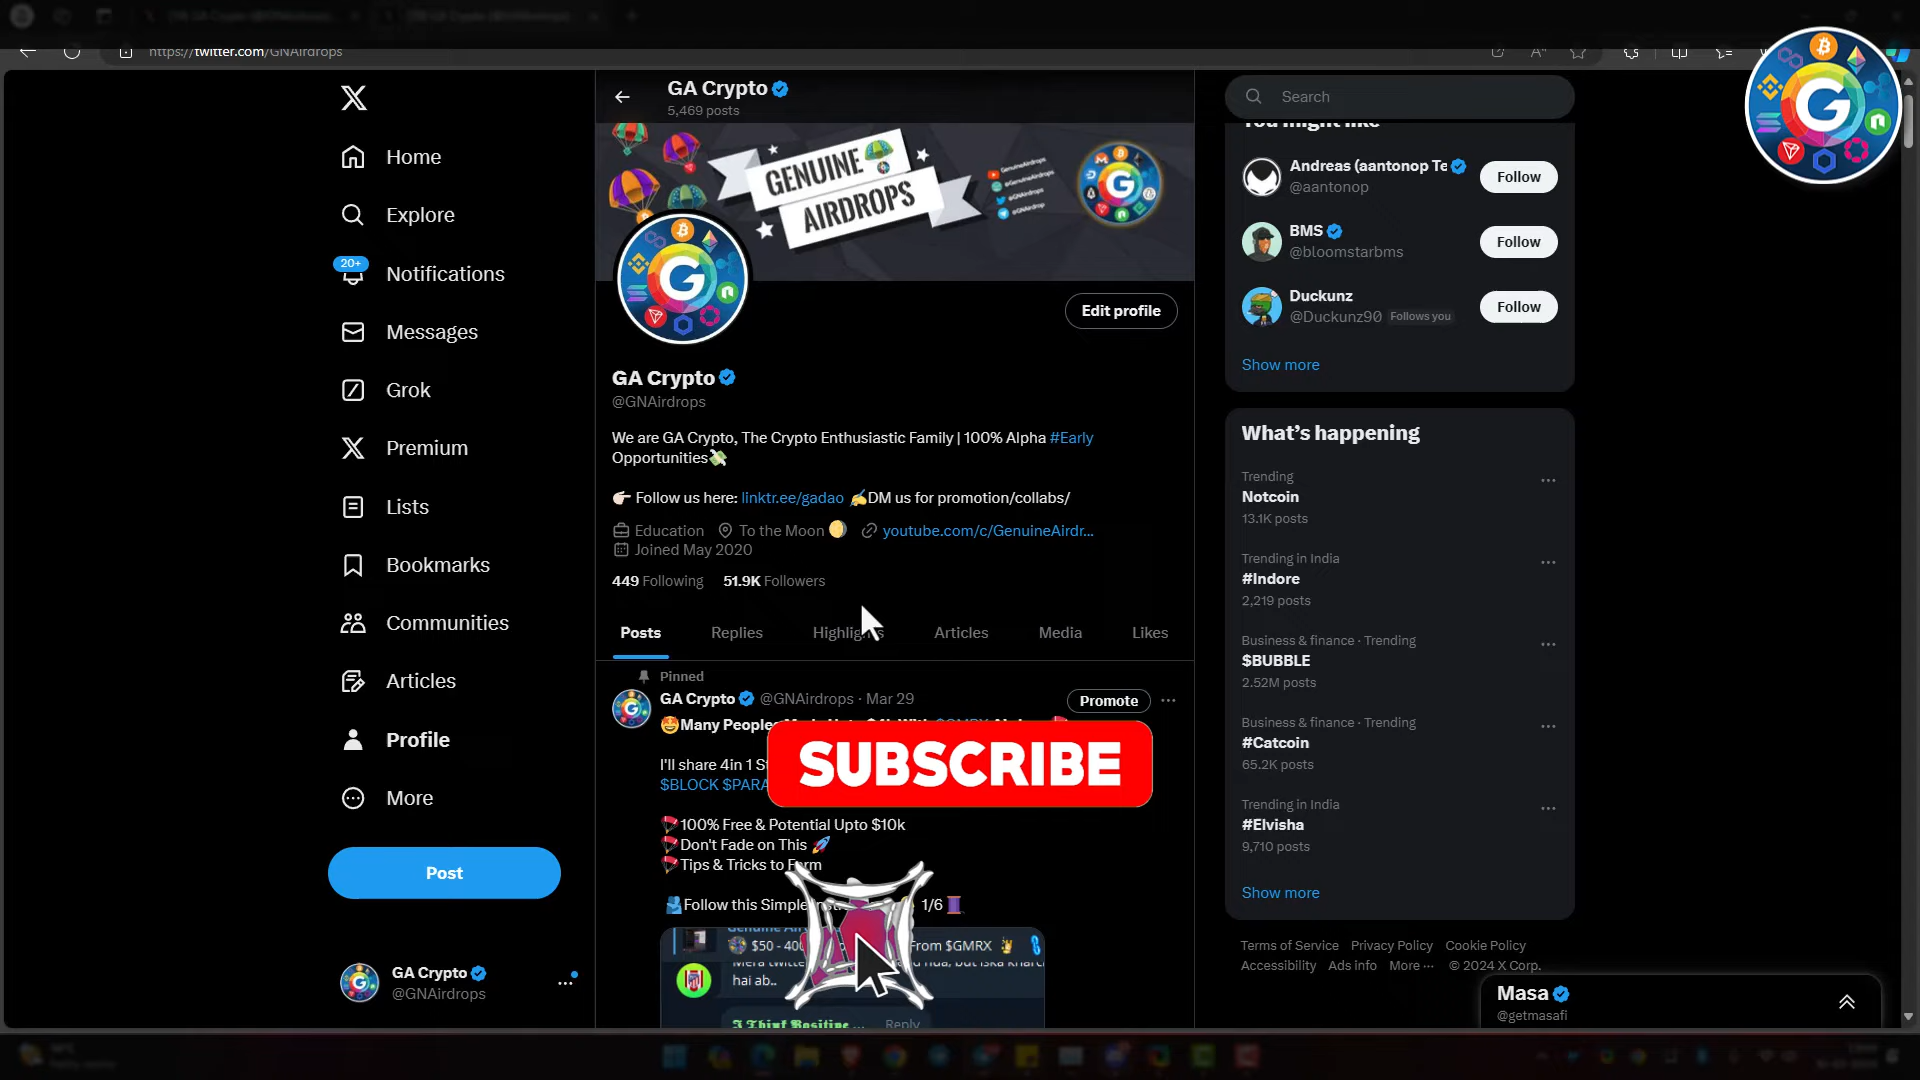 https://twitter.com/GNAirdrops
GA Crypto
5,469 posts
Search
Home
Explore
20+
Notifications
Messages
Grok
Premium
Lists
Bookmarks
Communities
Articles
Profile
More
Post
GA Crypto
@GNAirdrops
GENUINE
AIRDROPS
Edit profile
GA Crypto
@GNAirdrops
We are GA Crypto, The Crypto Enthusiastic Family | 100% Alpha #Early
Opportunities💸
👉🏻 Follow us here: linktr.ee/gadao ✍️DM us for promotion/collabs/
Education To the Moon 🌖 youtube.com/c/GenuineAirdr...
Joined May 2020
449 Following 51.9K Followers
Posts Replies Highlights Articles Media Likes
Pinned
GA Crypto @GNAirdrops · Mar 29
Promote
🤩Many People
I'll share 4in 1
$BLOCK
SUBSCRIBE
🪂100% Free & Potential Upto $10k
🪂Don't Fade on This 🚀
🪂Tips & Tricks to Farm
🫂Follow this Simple 1/6🧵
$50 - From $GMRX
hai ab..
Reply
You might like
Andreas (aantonop Te
@aantonop
Follow
BMS
@bloomstarbms
Follow
Duckunz
@Duckunz90 Follows you
Follow
Show more
What's happening
Trending
Notcoin
13.1K posts
Trending in India
#Indore
2,219 posts
Business & finance · Trending
$BUBBLE
2.52M posts
Business & finance · Trending
#Catcoin
65.2K posts
Trending in India
#Elvisha
9,710 posts
Show more
Terms of Service Privacy Policy Cookie Policy
Accessibility Ads info More ··· © 2024 X Corp.
Masa
@getmasafi